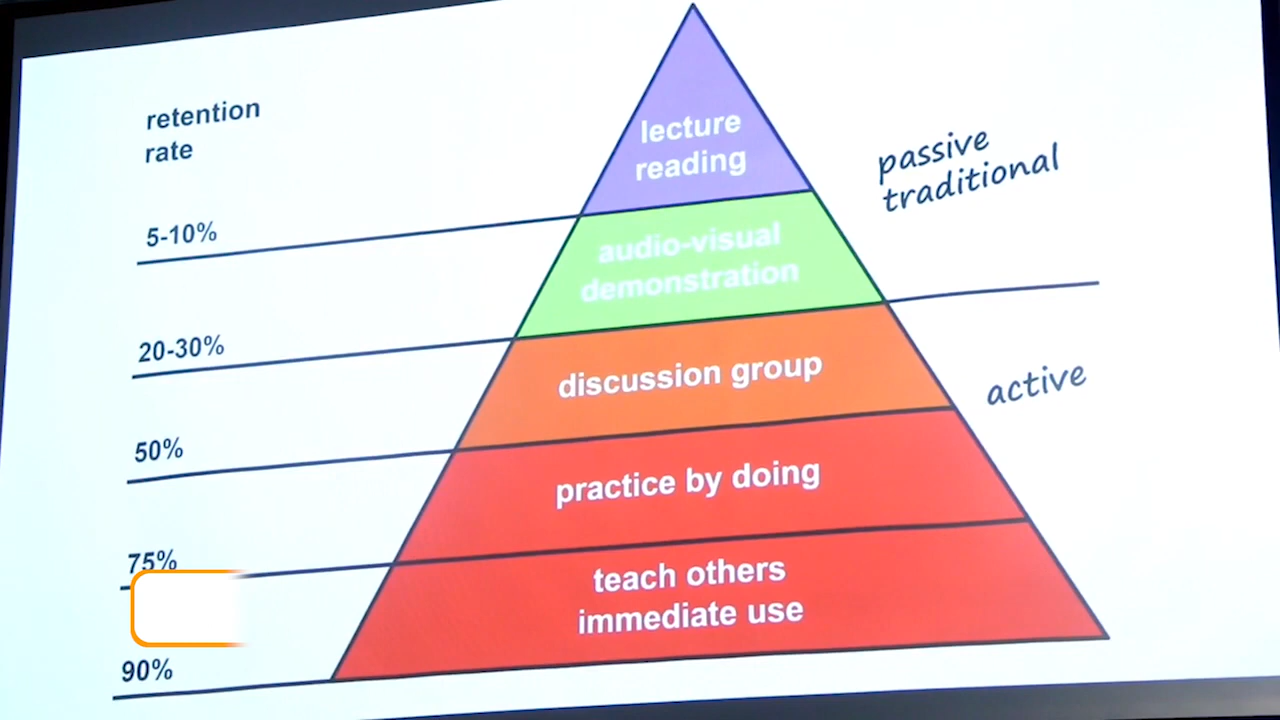 retention
rate
lecture
reading
passive
traditional
5-10%
audio-visual
demonstration
20-30%
discussion group
active
50%
practice by doing
75%
teach others
immediate use
90%